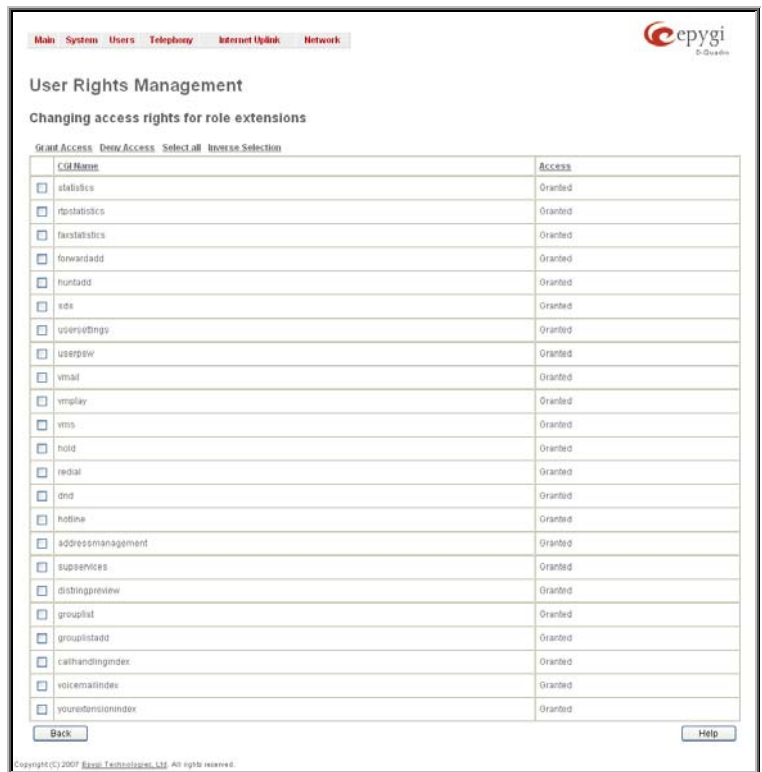 Main System Users Telephony Internet Uplink Network
epygi
D-Quadro
User Rights Management
Changing access rights for role extensions
Grant Access Deny Access Select all Inverse Selection
CGI Name Access
statistics Granted
rtpstatistics Granted
faxstatistics Granted
forwardadd Granted
huntadd Granted
Granted
usersettings Granted
userpsw Granted
vmail Granted
vmplay Granted
vms Granted
hold Granted
redial Granted
dnd Granted
hotline Granted
addressmanagement Granted
supservices Granted
distringpreview Granted
grouplist Granted
grouplistadd Granted
callhandlingindex Granted
voicemailindex Granted
yourextensionindex Granted
Back Help
Copyright (C) 2007 Epygi Technologies, Ltd. All rights reserved.